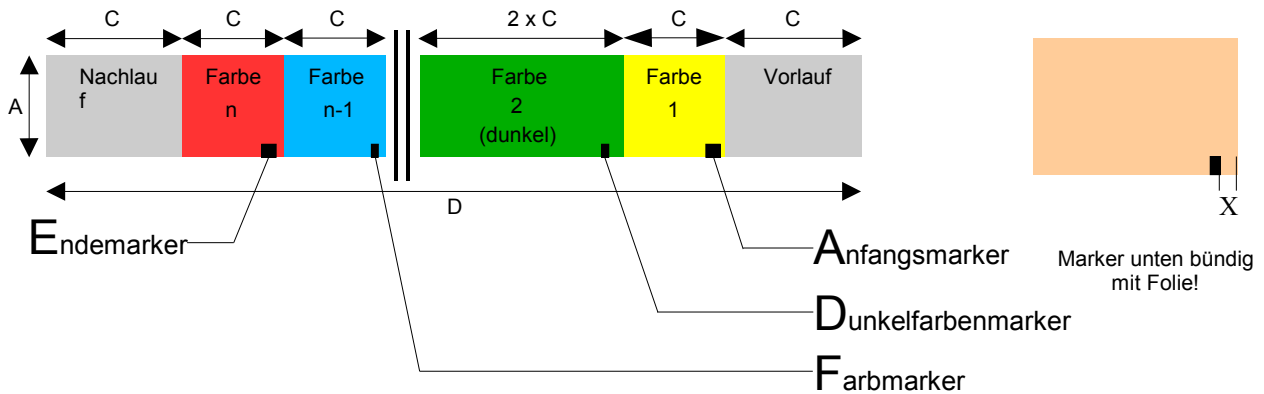 C
C
C
2 x C
C
C
Nachlau
f
Farbe
n
Farbe
n-1
Farbe
2
(dunkel)
Farbe
1
Vorlauf
A
D
X
Endemarker
Anfangsmarker
Dunkelfarbenmarker
Farbmarker
Marker unten bündig
mit Folie!